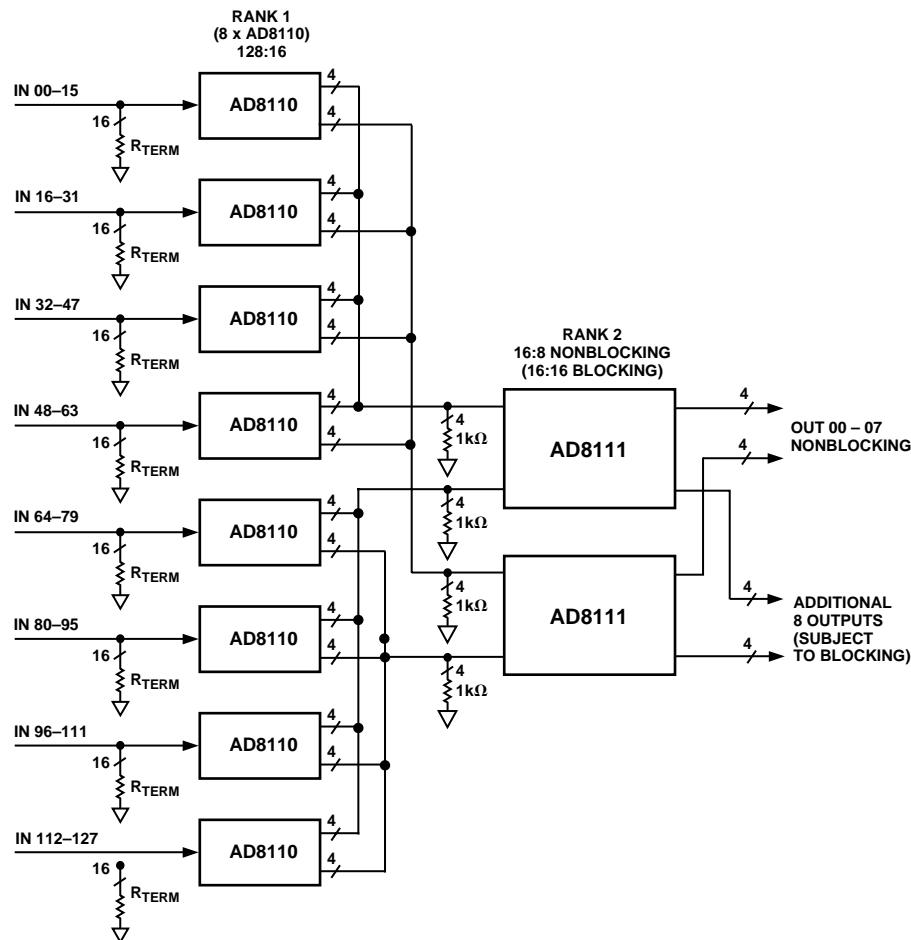 RANK 1
(8 x AD8110)
128:16
4
IN 00–15
AD8110
4
16
RTERM
4
IN 16–31
AD8110
4
16
RTERM
4
IN 32–47
AD8110
4
16
RTERM
RANK 2
16:8 NONBLOCKING
(16:16 BLOCKING)
4
IN 48–63
AD8110
4
16
RTERM
4
1kΩ
AD8111
4
4
OUT 00 – 07
NONBLOCKING
4
IN 64–79
AD8110
4
16
RTERM
4
1kΩ
4
1kΩ
AD8111
4
4
ADDITIONAL
8 OUTPUTS
(SUBJECT
TO BLOCKING)
4
IN 80–95
AD8110
4
16
RTERM
4
1kΩ
4
IN 96–111
AD8110
4
16
RTERM
4
IN 112–127
AD8110
4
16
RTERM